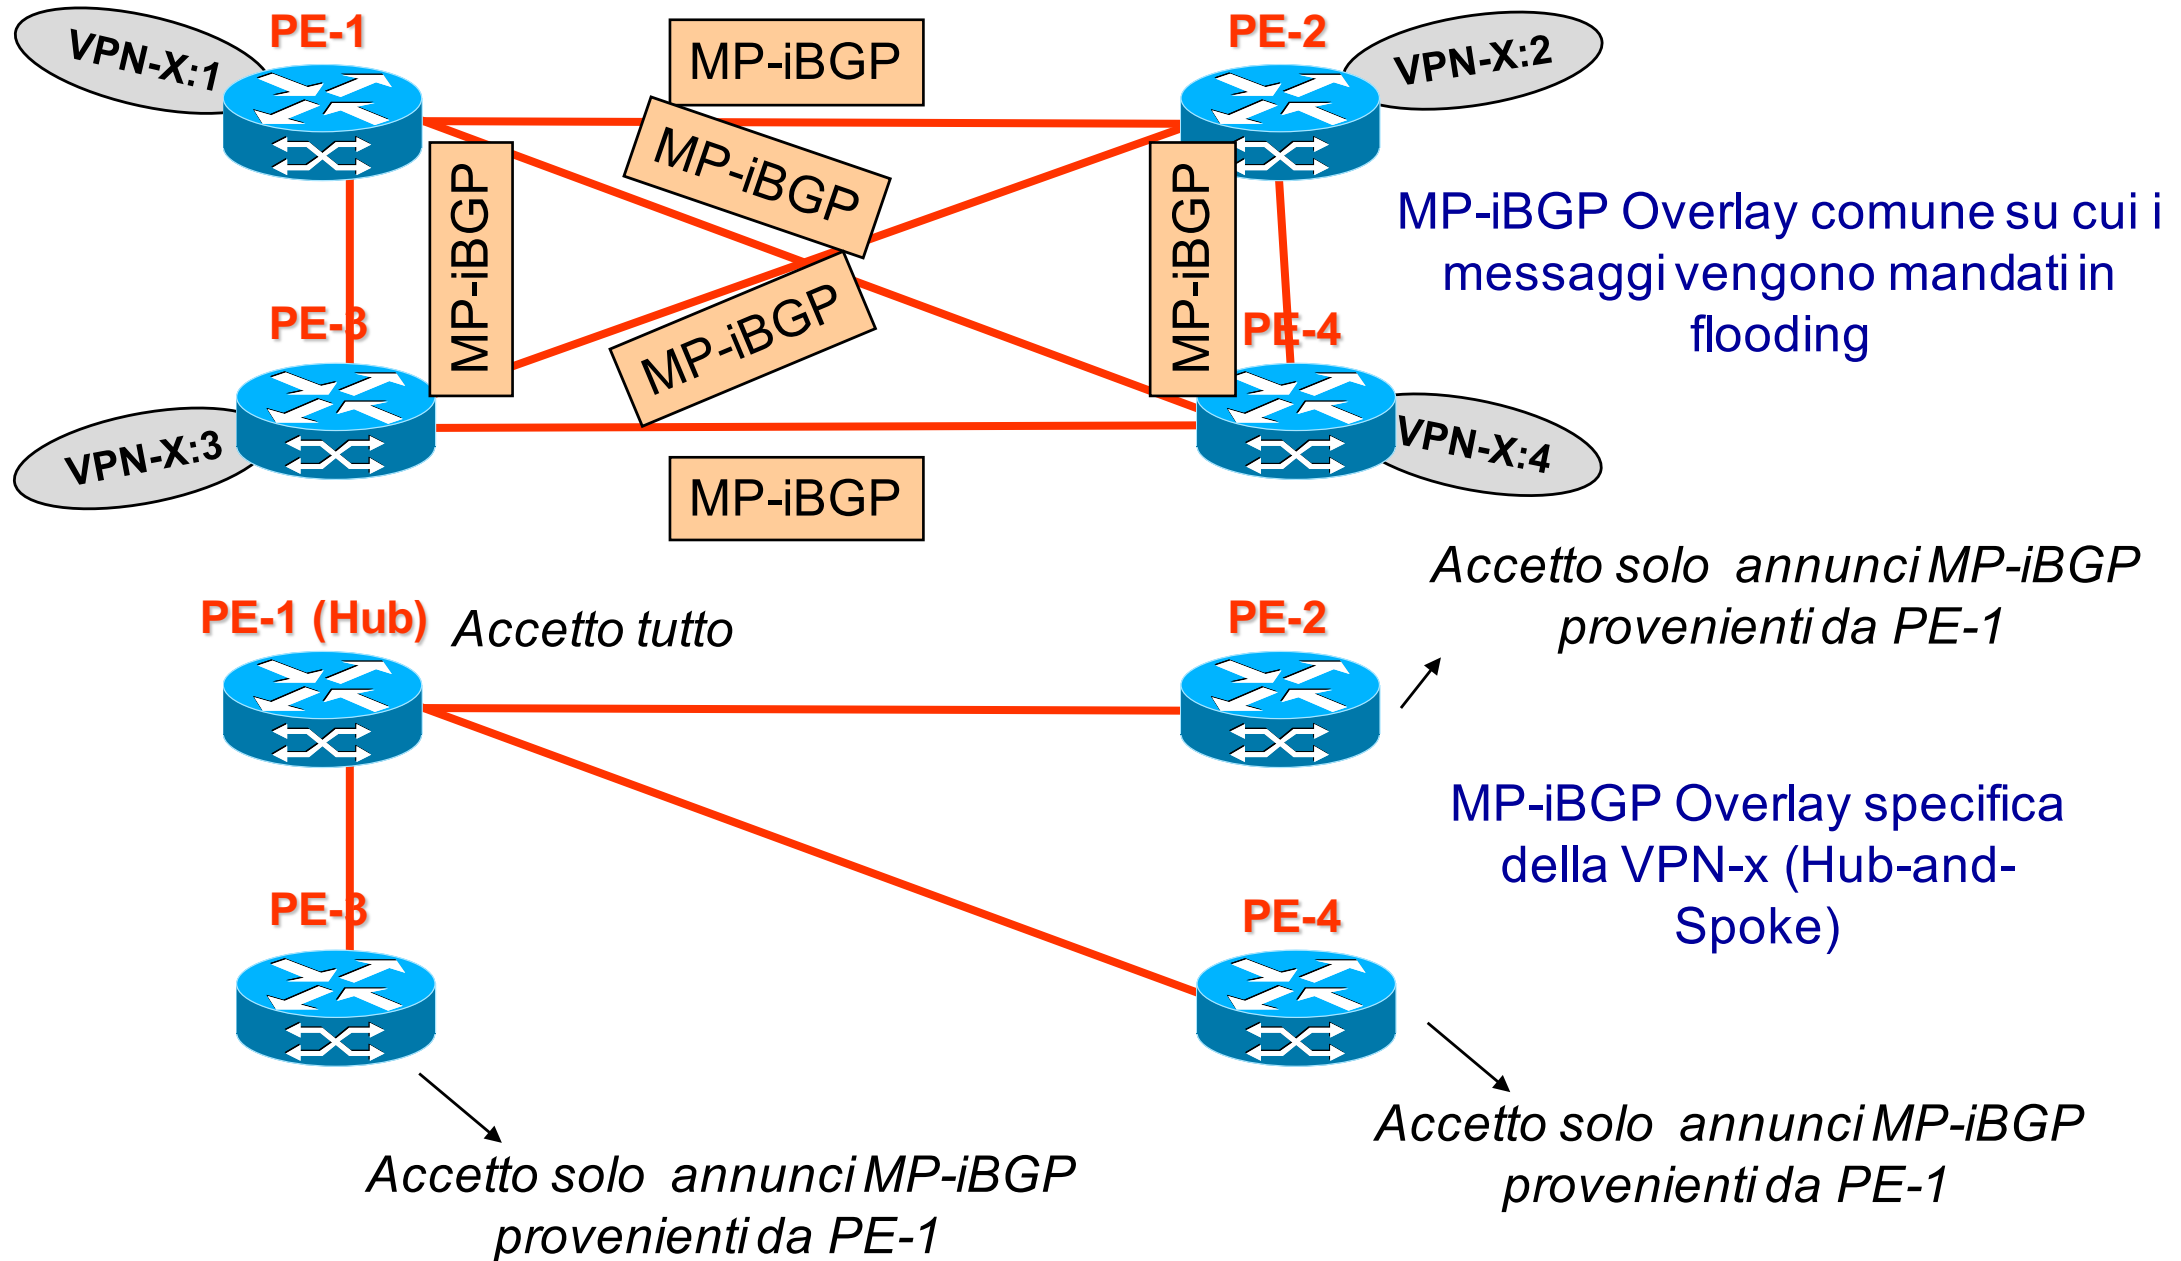 PE-1
MP-iBGP
PE-2
VPN-X:1
VPN-X:2
MP-iBGP
MP-iBGP
MP-iBGP
MP-iBGP Overlay comune su cui i
messaggi vengono mandati in
flooding
PE-3
MP-iBGP
PE-4
VPN-X:3
VPN-X:4
MP-iBGP
Accetto solo annunci MP-iBGP
provenienti da PE-1
PE-1 (Hub)
Accetto tutto
PE-2
MP-iBGP Overlay specifica
della VPN-x (Hub-and-
Spoke)
PE-3
PE-4
Accetto solo annunci MP-iBGP
provenienti da PE-1
Accetto solo annunci MP-iBGP
provenienti da PE-1